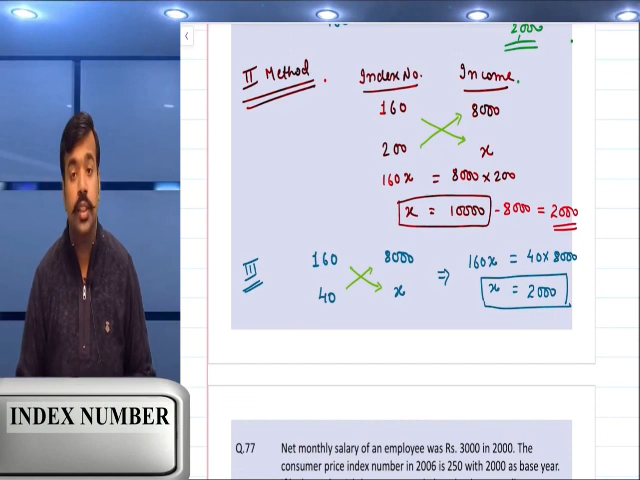 2,000
II Method.
Index No. Income.
160 8000
200 x
160x = 8000 × 200
x = 10000 - 8000 = 2000
III 160 8000 ⇒ 160x = 40 × 8000
40 x x = 2000
INDEX NUMBER
Q.77 Net monthly salary of an employee was Rs. 3000 in 2000. The
consumer price index number in 2006 is 250 with 2000 as base year.